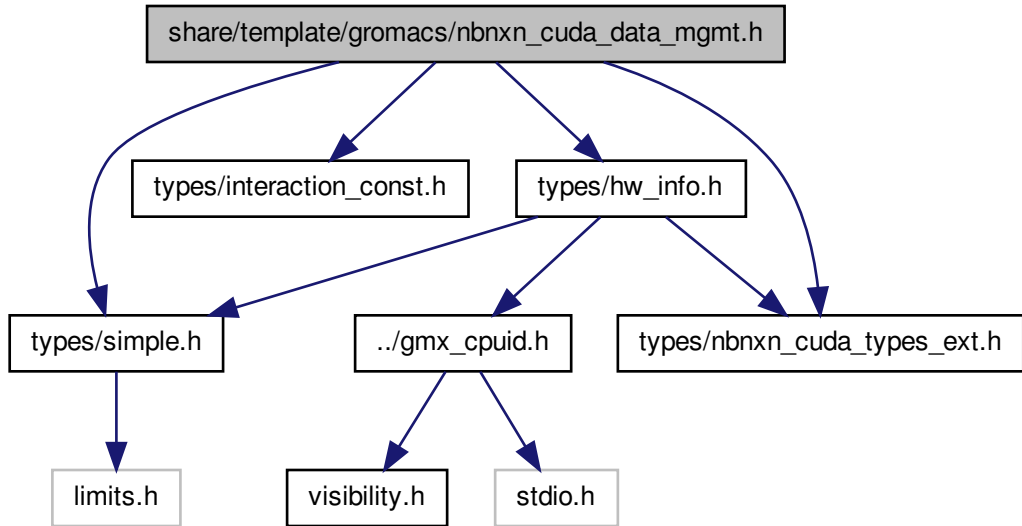 share/template/gromacs/nbnxn_cuda_data_mgmt.h
types/interaction_const.h
types/hw_info.h
types/simple.h
../gmx_cpuid.h
types/nbnxn_cuda_types_ext.h
limits.h
visibility.h
stdio.h